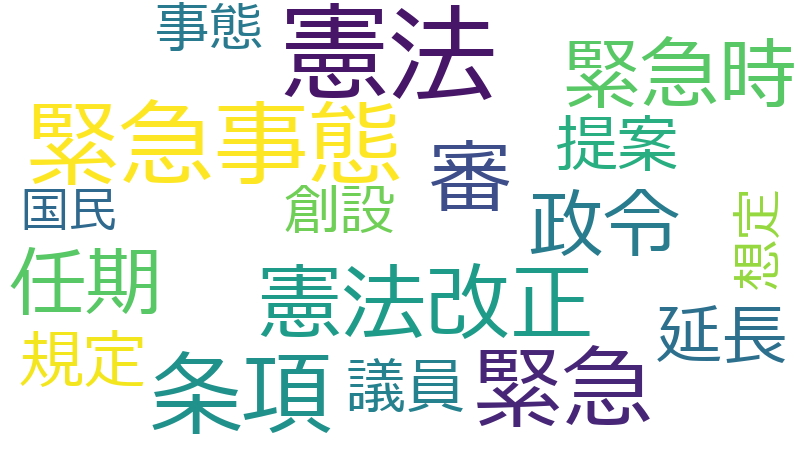 事態
憲法
緊急時
緊急事態
提案
審
国民
創設
政令
想定
任期
憲法改正
延長
規定
条項
議員
緊急